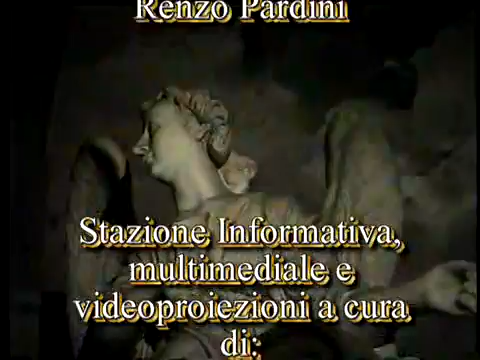 Renzo Pardini
Stazione Informativa,
multimediale e
videoproiezioni a cura
di: